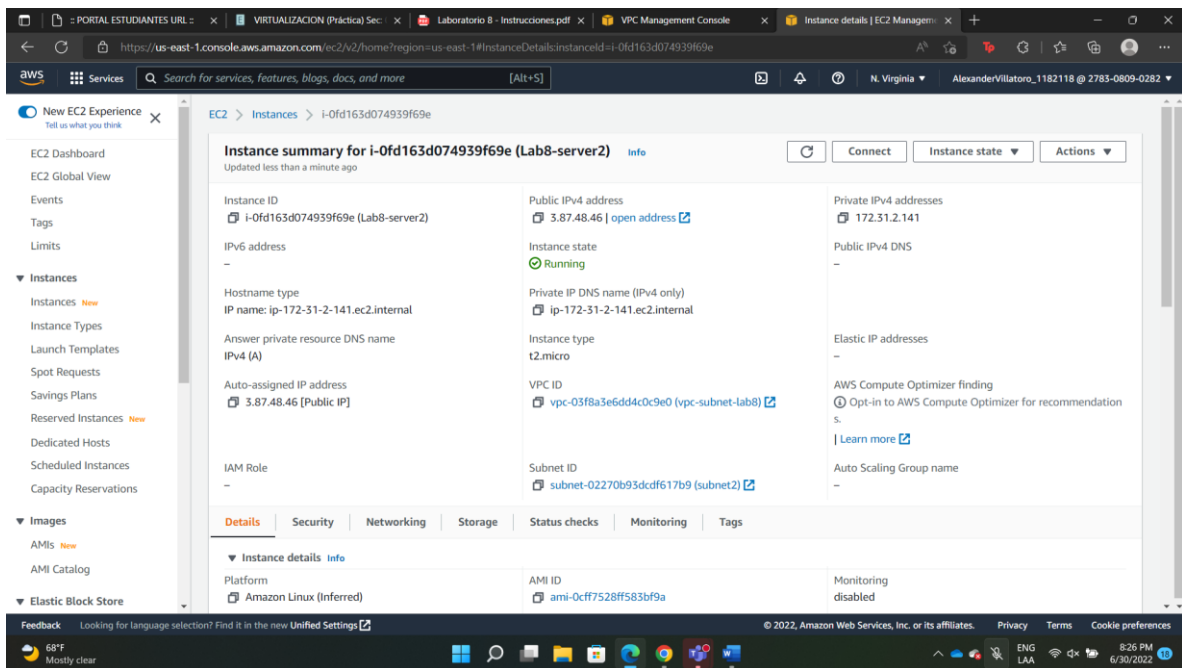 :: PORTAL ESTUDIANTES URL ::
VIRTUALIZACION (Práctica) Sec:
Laboratorio 8 - Instrucciones.pdf
VPC Management Console
Instance details | EC2 Managem
https://us-east-1.console.aws.amazon.com/ec2/v2/home?region=us-east-1#InstanceDetails:instanceId=i-0fd163d074939f69e
aws
Services
Search for services, features, blogs, docs, and more
[Alt+S]
N. Virginia ▼
AlexanderVillatoro_1182118 @ 2783-0809-0282 ▼
New EC2 Experience
Tell us what you think
EC2 Dashboard
EC2 Global View
Events
Tags
Limits
▼ Instances
Instances New
Instance Types
Launch Templates
Spot Requests
Savings Plans
Reserved Instances New
Dedicated Hosts
Scheduled Instances
Capacity Reservations
▼ Images
AMIs New
AMI Catalog
▼ Elastic Block Store
EC2 > Instances > i-0fd163d074939f69e
Instance summary for i-0fd163d074939f69e (Lab8-server2) Info
Updated less than a minute ago
Connect
Instance state ▼
Actions ▼
Instance ID
i-0fd163d074939f69e (Lab8-server2)
Public IPv4 address
3.87.48.46 | open address
Private IPv4 addresses
172.31.2.141
IPv6 address
–
Instance state
Running
Public IPv4 DNS
–
Hostname type
IP name: ip-172-31-2-141.ec2.internal
Private IP DNS name (IPv4 only)
ip-172-31-2-141.ec2.internal
Answer private resource DNS name
IPv4 (A)
Instance type
t2.micro
Elastic IP addresses
–
Auto-assigned IP address
3.87.48.46 [Public IP]
VPC ID
vpc-03f8a3e6dd4c0c9e0 (vpc-subnet-lab8)
AWS Compute Optimizer finding
Opt-in to AWS Compute Optimizer for recommendation
s.
| Learn more
IAM Role
–
Subnet ID
subnet-02270b93dcdf617b9 (subnet2)
Auto Scaling Group name
–
Details
Security
Networking
Storage
Status checks
Monitoring
Tags
▼ Instance details Info
Platform
Amazon Linux (Inferred)
AMI ID
ami-0cff7528ff583bf9a
Monitoring
disabled
Feedback
Looking for language selection? Find it in the new Unified Settings
© 2022, Amazon Web Services, Inc. or its affiliates.
Privacy
Terms
Cookie preferences
68°F
Mostly clear
ENG
LAA
8:26 PM
6/30/2022
18